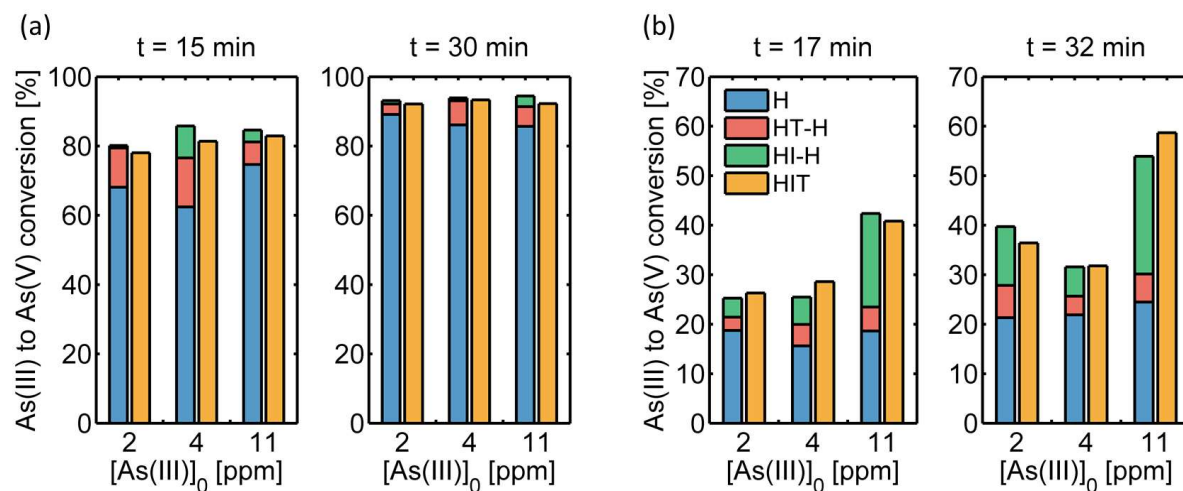 (a)
t = 15 min
t = 30 min
As(III) to As(V) conversion [%]
100
80
60
40
20
0
2 4 11
[As(III)]₀ [ppm]
100
80
60
40
20
0
2 4 11
[As(III)]₀ [ppm]
(b)
t = 17 min
t = 32 min
As(III) to As(V) conversion [%]
70
60
50
40
30
20
10
0
H
HT-H
HI-H
HIT
2 4 11
[As(III)]₀ [ppm]
70
60
50
40
30
20
10
0
2 4 11
[As(III)]₀ [ppm]